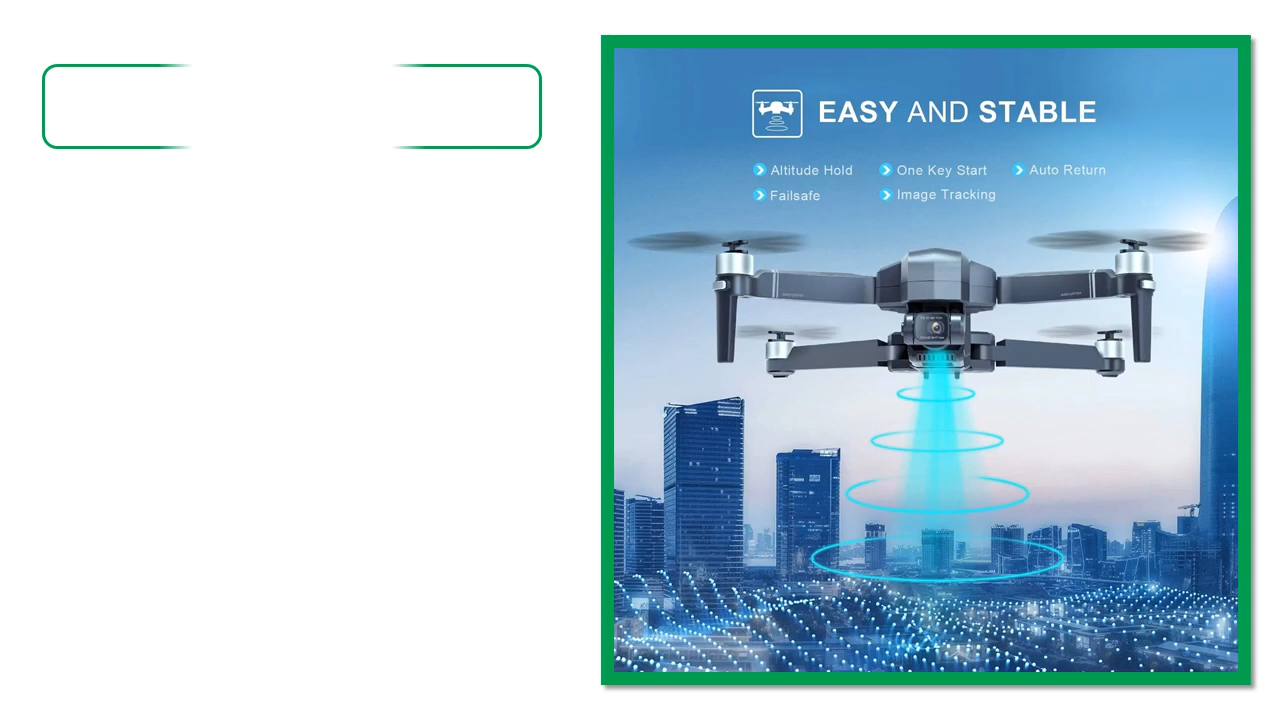 EASY AND STABLE
Altitude Hold One Key Start Auto Return
Failsafe Image Tracking